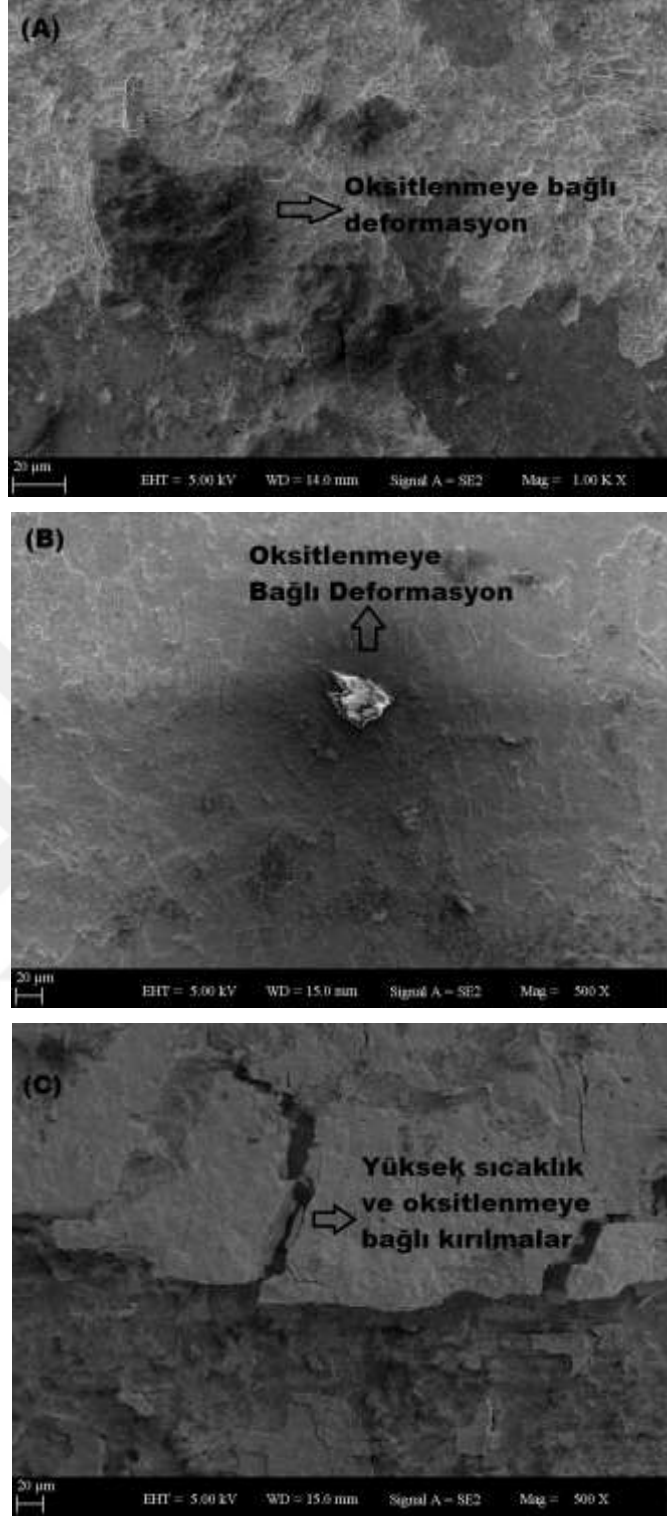 (A)
Oksitlenmeye bağlı
deformasyon
20 µm
EHT = 5.00 kV WD = 14.0 mm Signal A = SE2 Mag = 1.00 K X
(B)
Oksitlenmeye
Bağlı Deformasyon
20 µm
EHT = 5.00 kV WD = 15.0 mm Signal A = SE2 Mag = 500 X
(C)
Yüksek sıcaklık
ve oksitlenmeye
bağlı kırılmalar
20 µm
EHT = 5.00 kV WD = 15.0 mm Signal A = SE2 Mag = 500 X